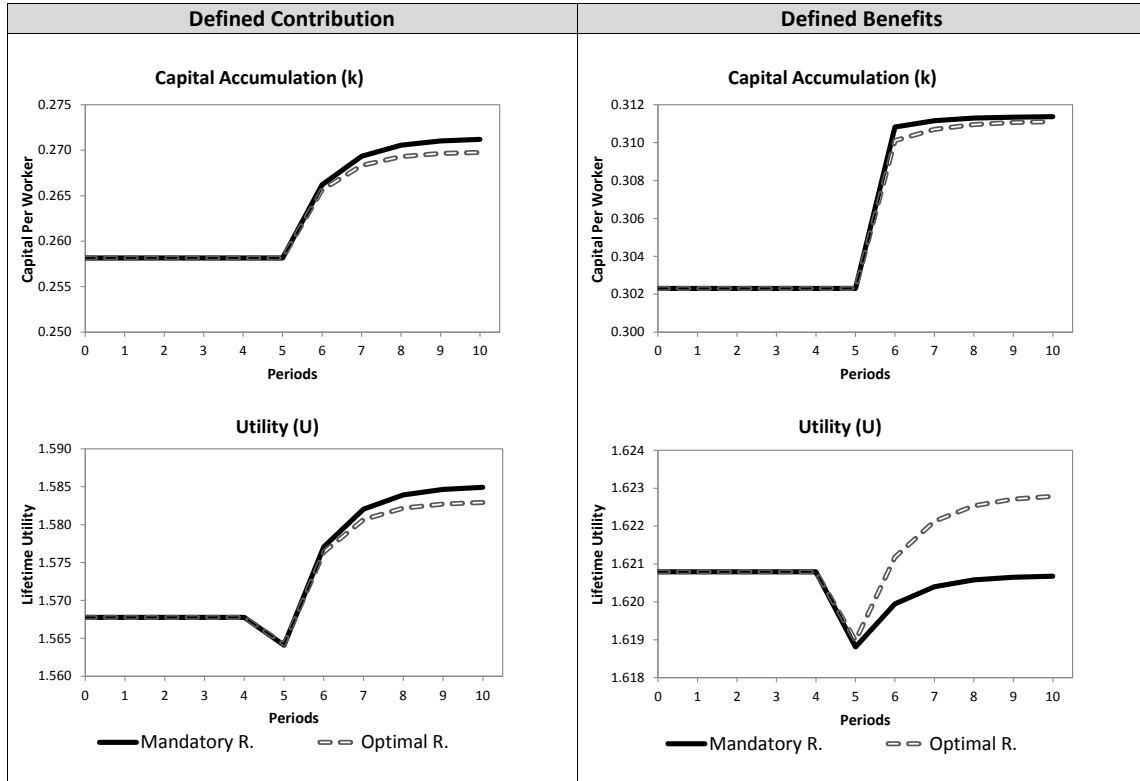 Defined Contribution
Defined Benefits
Capital Accumulation (k)
0.275
0.270
0.265
0.260
0.255
0.250
Capital Per Worker
0 1 2 3 4 5 6 7 8 9 10
Periods
Capital Accumulation (k)
0.312
0.310
0.308
0.306
0.304
0.302
0.300
Capital Per Worker
0 1 2 3 4 5 6 7 8 9 10
Periods
Utility (U)
1.590
1.585
1.580
1.575
1.570
1.565
1.560
Lifetime Utility
0 1 2 3 4 5 6 7 8 9 10
Periods
Mandatory R. Optimal R.
Utility (U)
1.624
1.623
1.622
1.621
1.620
1.619
1.618
Lifetime Utility
0 1 2 3 4 5 6 7 8 9 10
Periods
Mandatory R. Optimal R.